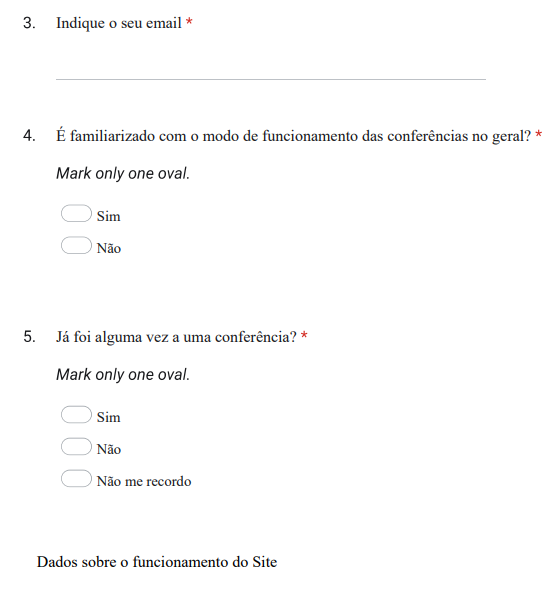 3. Indique o seu email *
4. É familiarizado com o modo de funcionamento das conferências no geral? *
Mark only one oval.
Sim
Não
5. Já foi alguma vez a uma conferência? *
Mark only one oval.
Sim
Não
Não me recordo
Dados sobre o funcionamento do Site